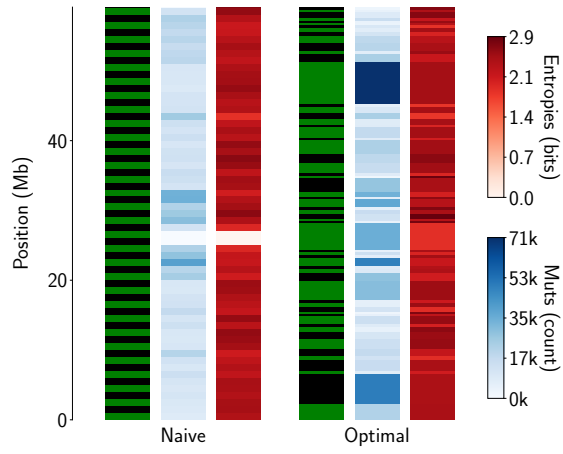 Position (Mb)
40
20
0
Naive
Optimal
2.9
2.1
1.4
0.7
0.0
Entropies (bits)
71k
53k
35k
17k
0k
Muts (count)